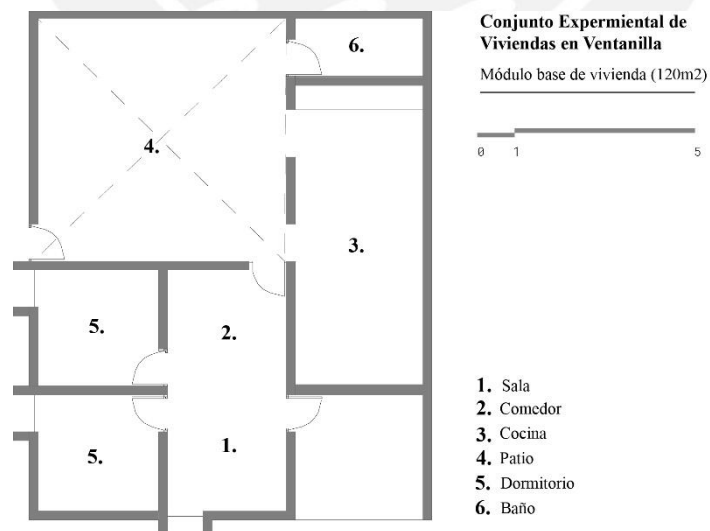 Conjunto Expermiental de
Viviendas en Ventanilla
Módulo base de vivienda (120m2)
0 1 5
6.
4.
3.
5.
2.
5.
1.
1. Sala
2. Comedor
3. Cocina
4. Patio
5. Dormitorio
6. Baño